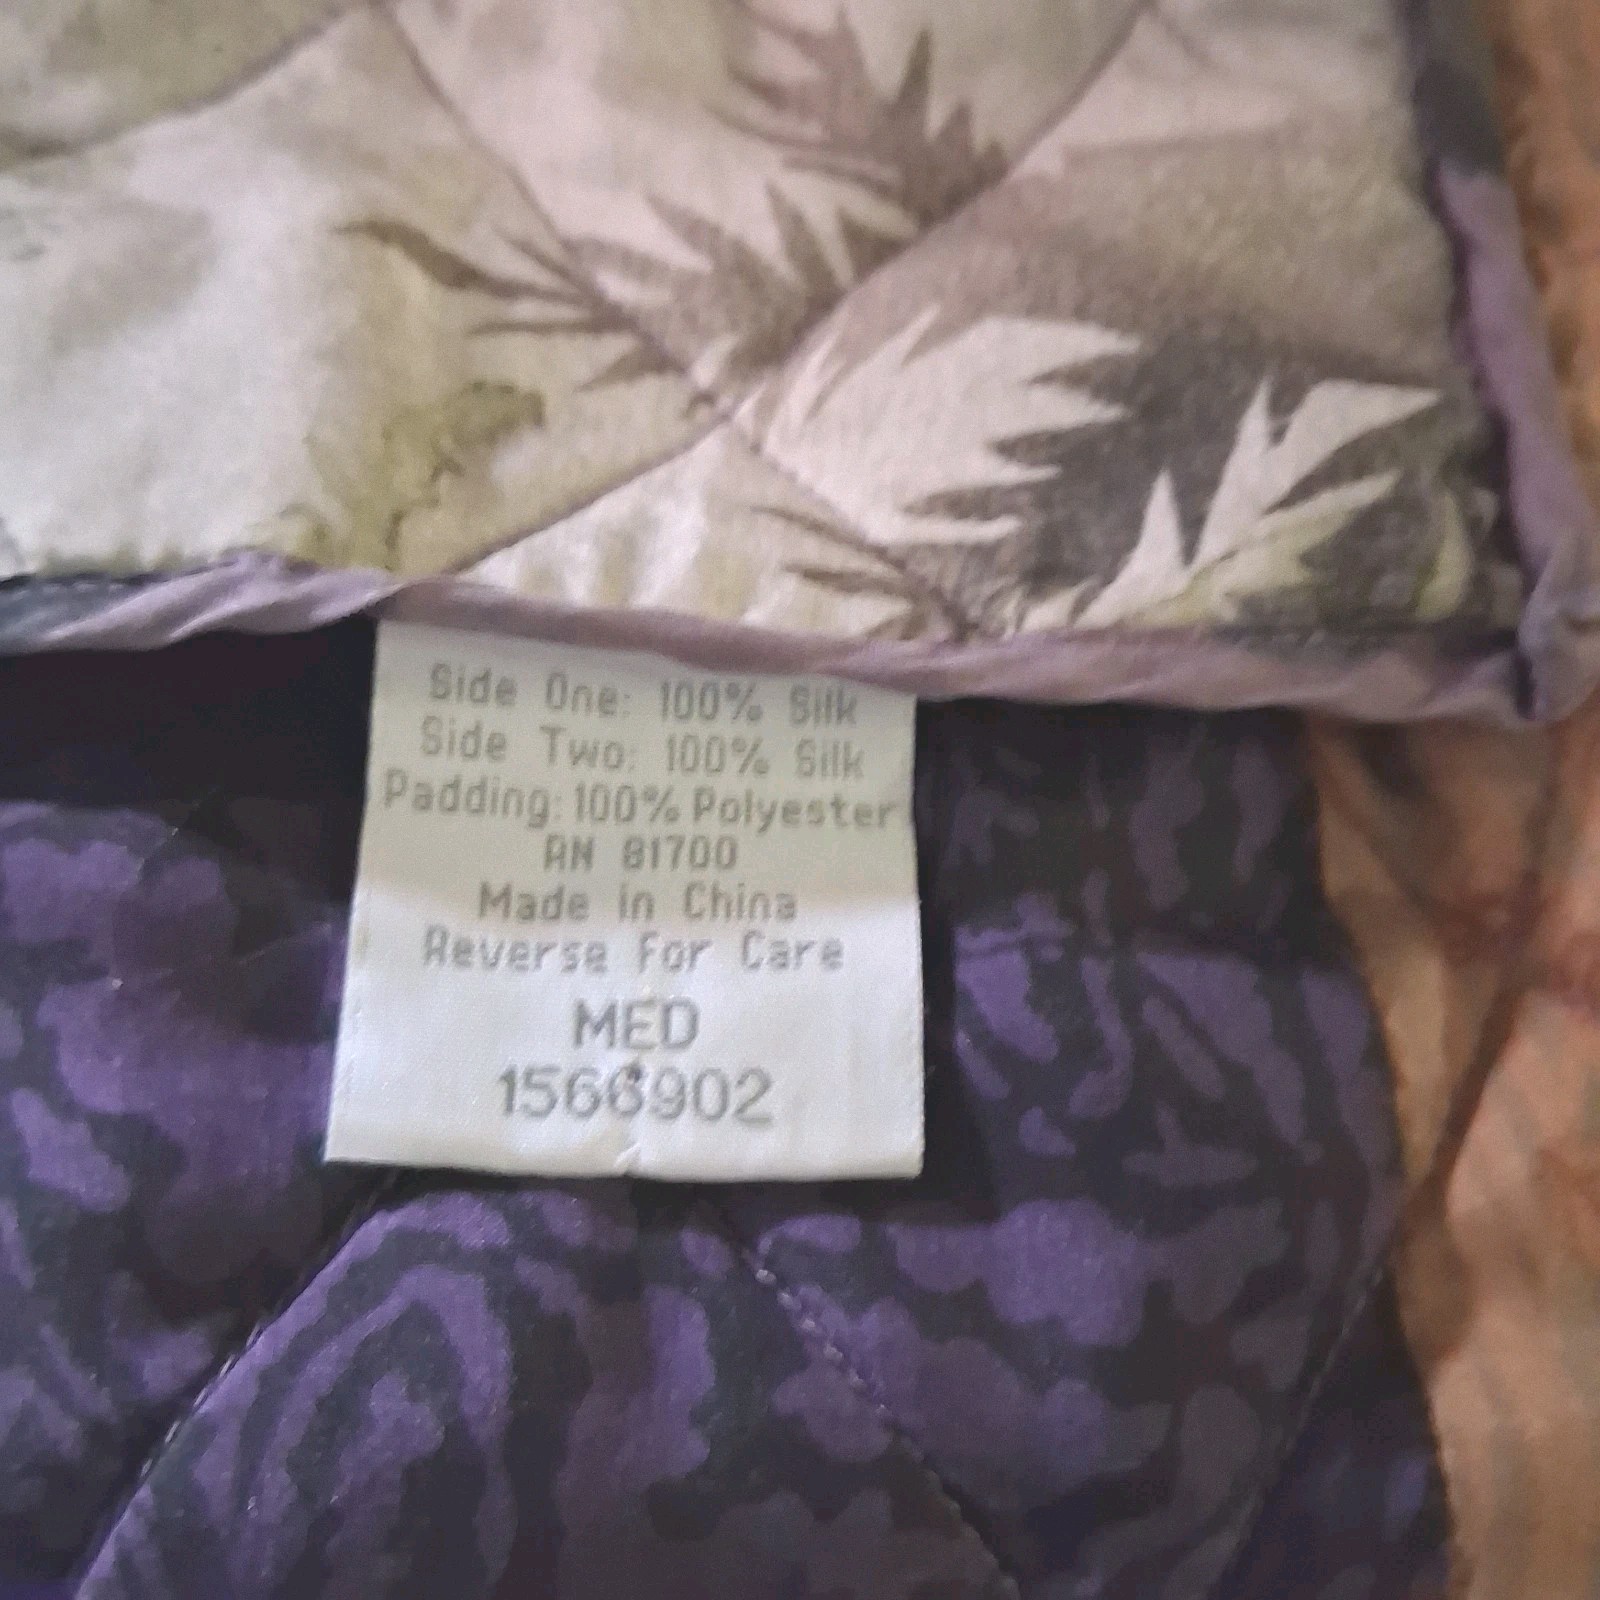 Side One: 100% Silk
Side Two: 100% Silk
Padding: 100% Polyester
RN 81700
Made in China
Reverse For Care
MED
1566902